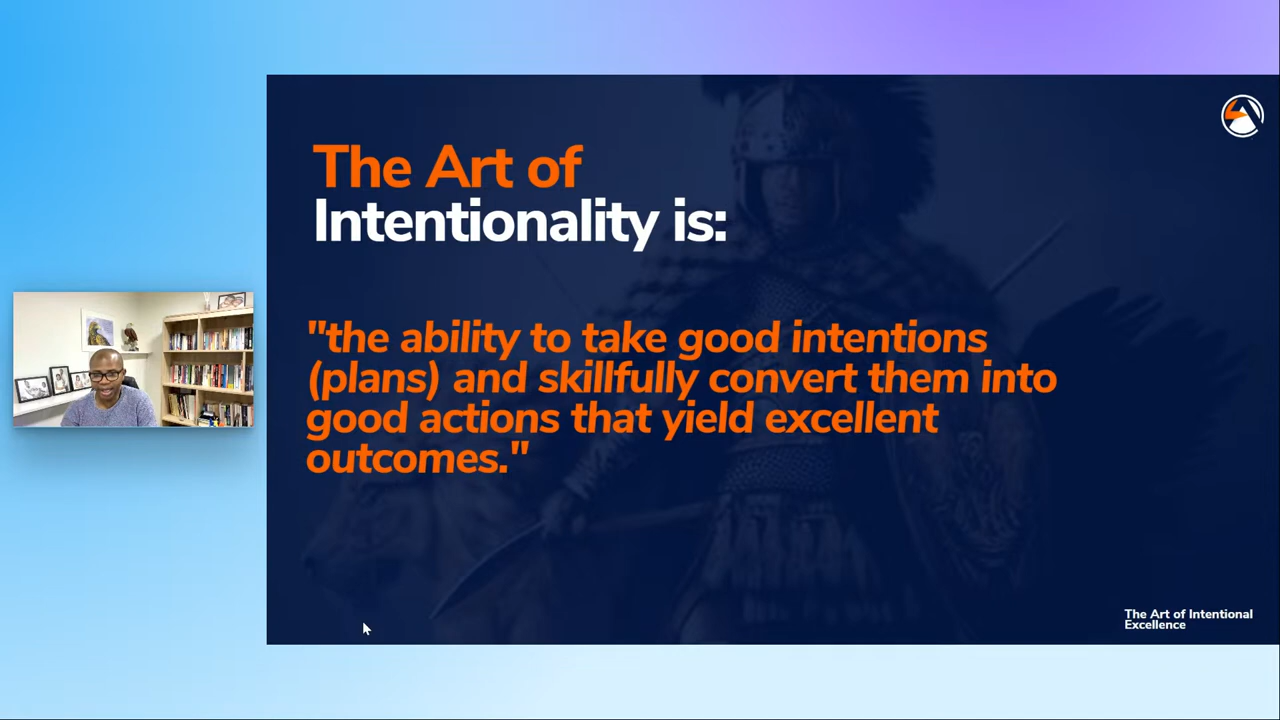 The Art of
Intentionality is:
"the ability to take good intentions
(plans) and skillfully convert them into
good actions that yield excellent
outcomes."
The Art of Intentional
Excellence